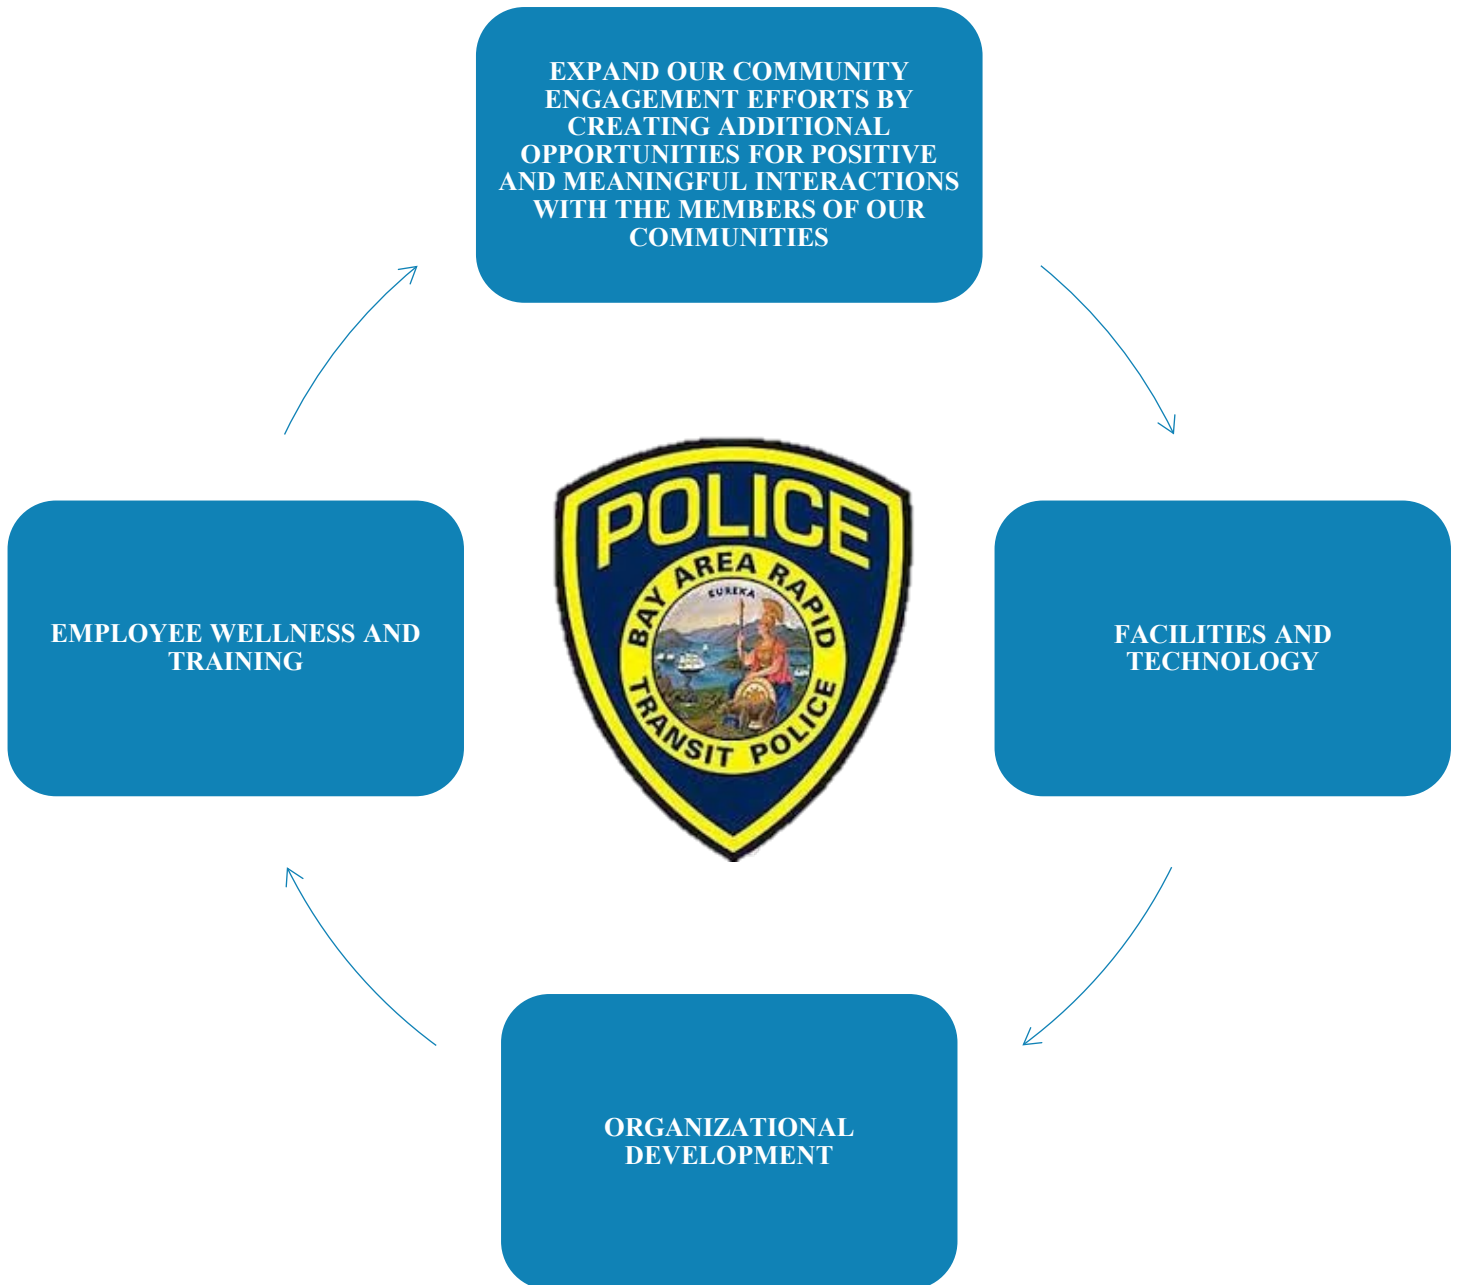 EXPAND OUR COMMUNITY
ENGAGEMENT EFFORTS BY
CREATING ADDITIONAL
OPPORTUNITIES FOR POSITIVE
AND MEANINGFUL INTERACTIONS
WITH THE MEMBERS OF OUR
COMMUNITIES
EMPLOYEE WELLNESS AND
TRAINING
POLICE
BAY AREA RAPID
EUREKA
TRANSIT POLICE
FACILITIES AND
TECHNOLOGY
ORGANIZATIONAL
DEVELOPMENT